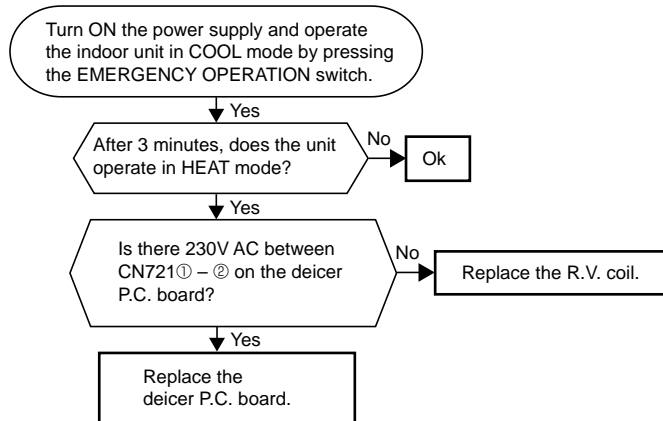 Turn ON the power supply and operate
the indoor unit in COOL mode by pressing
the EMERGENCY OPERATION switch.
Yes
After 3 minutes, does the unit
operate in HEAT mode?
No
Ok
Yes
Is there 230V AC between
CN721① – ② on the deicer
P.C. board?
No
Replace the R.V. coil.
Yes
Replace the
deicer P.C. board.